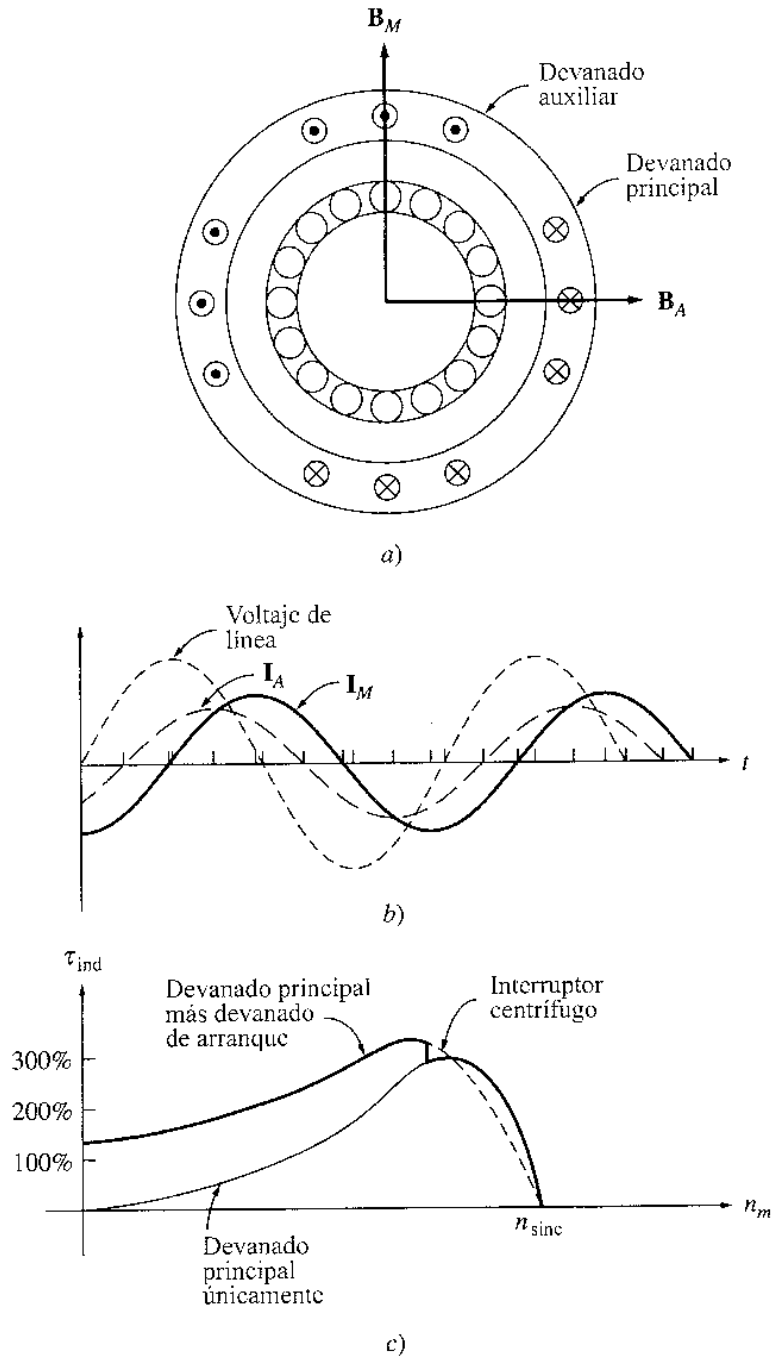 B_M
Devanado
auxiliar
Devanado
principal
B_A
a)
Voltaje de
línea
I_A
I_M
t
b)
τ_ind
Devanado principal
más devanado
de arranque
Interruptor
centrífugo
300%
200%
100%
n_m
n_sinc
Devanado
principal
únicamente
c)